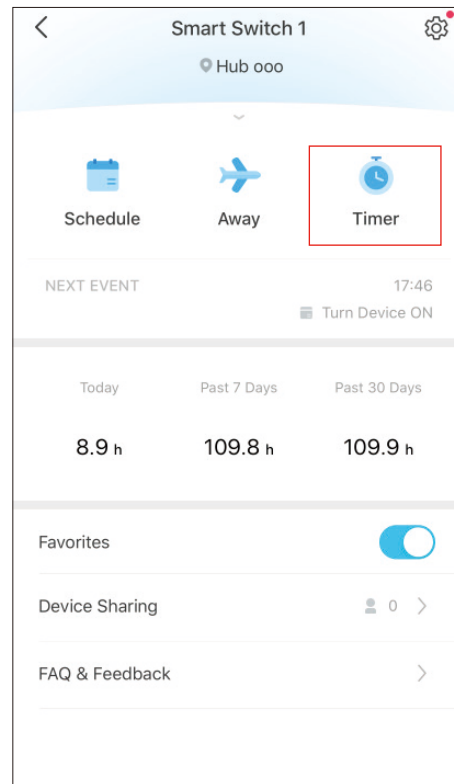 Smart Switch 1
Hub ooo
Schedule
Away
Timer
NEXT EVENT
17:46
Turn Device ON
Today
Past 7 Days
Past 30 Days
8.9 h
109.8 h
109.9 h
Favorites
Device Sharing
0
FAQ & Feedback